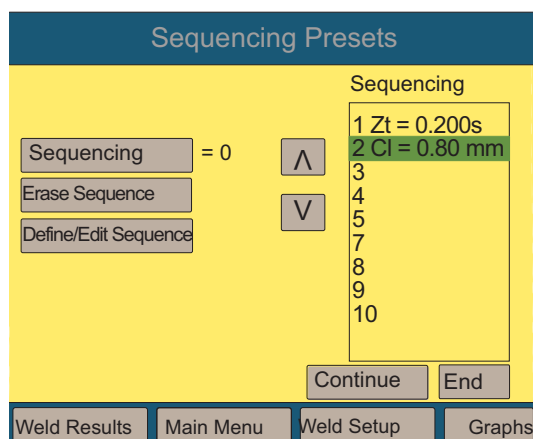 Sequencing Presets
Sequencing
1 Zt = 0.200s
2 Cl = 0.80 mm
3
4
5
7
8
9
10
Sequencing = 0
Erase Sequence
Define/Edit Sequence
Λ
V
Continue
End
Weld Results
Main Menu
Weld Setup
Graphs